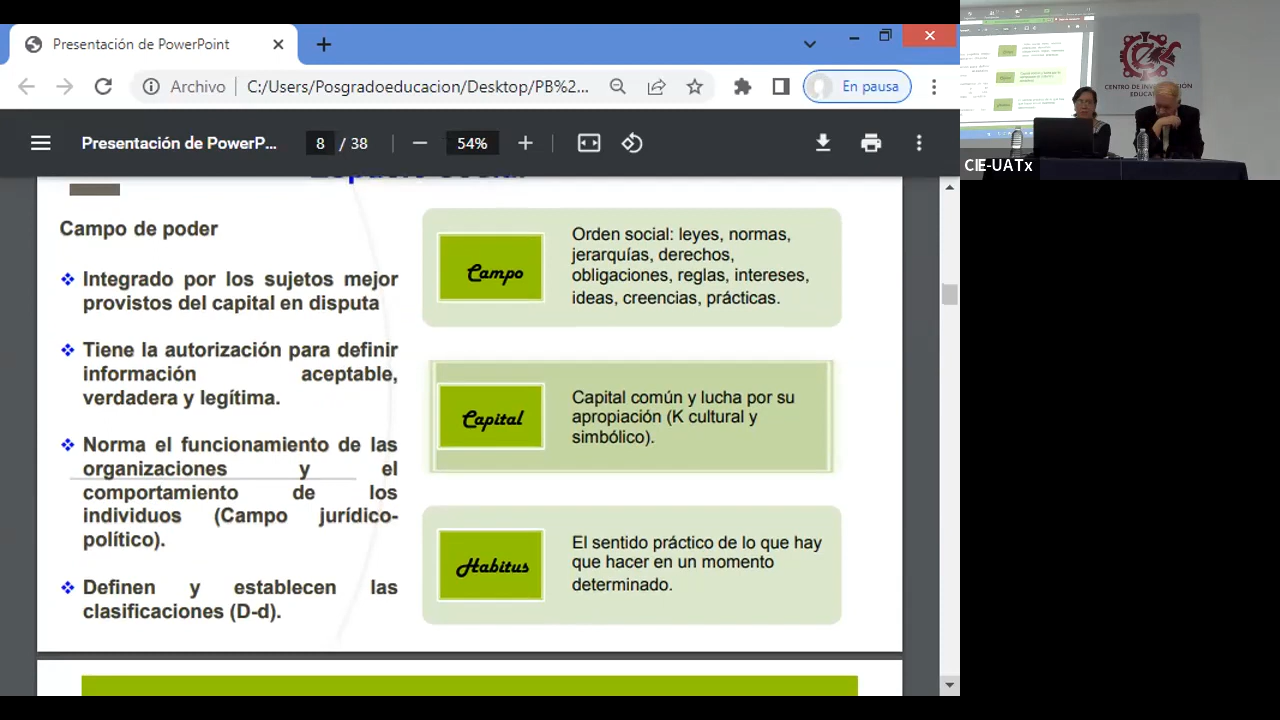 Presentación de PowerPoint
Archivo
C:/Users/Posgradoeducacion/Desktop/PB%2...
En pausa
Presentación de PowerP...
3 / 38
54%
Campo de poder
❖ Integrado por los sujetos mejor
provistos del capital en disputa
❖ Tiene la autorización para definir
información aceptable,
verdadera y legítima.
❖ Norma el funcionamiento de las
organizaciones y el
comportamiento de los
individuos (Campo jurídico-
político).
❖ Definen y establecen las
clasificaciones (D-d).
Campo
Orden social: leyes, normas,
jerarquías, derechos,
obligaciones, reglas, intereses,
ideas, creencias, prácticas.
Capital
Capital común y lucha por su
apropiación (K cultural y
simbólico).
Habitus
El sentido práctico de lo que hay
que hacer en un momento
determinado.
CENTRO DE INVESTIGACIÓN
CIE-UATx